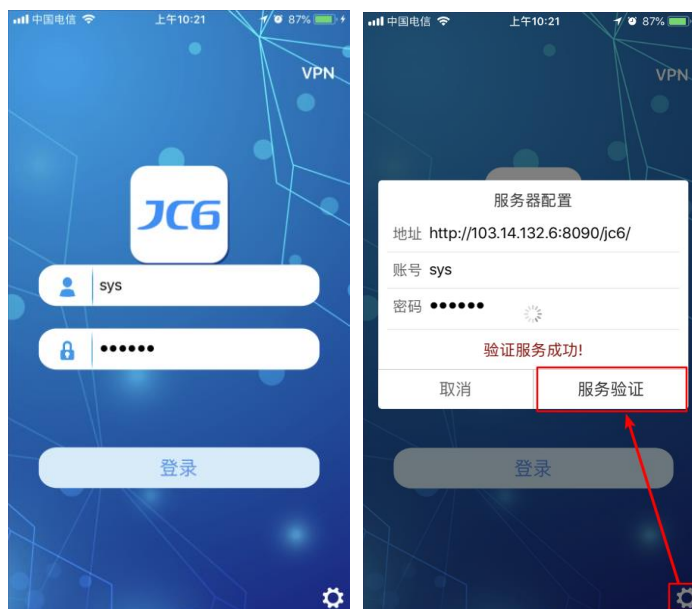 中国电信 上午10:21 87%
VPN
JC6
sys
••••••
登录
中国电信 上午10:21 87%
VPN
服务器配置
地址 http://103.14.132.6:8090/jc6/
账号 sys
密码 ••••••
验证服务成功!
取消 服务验证
登录